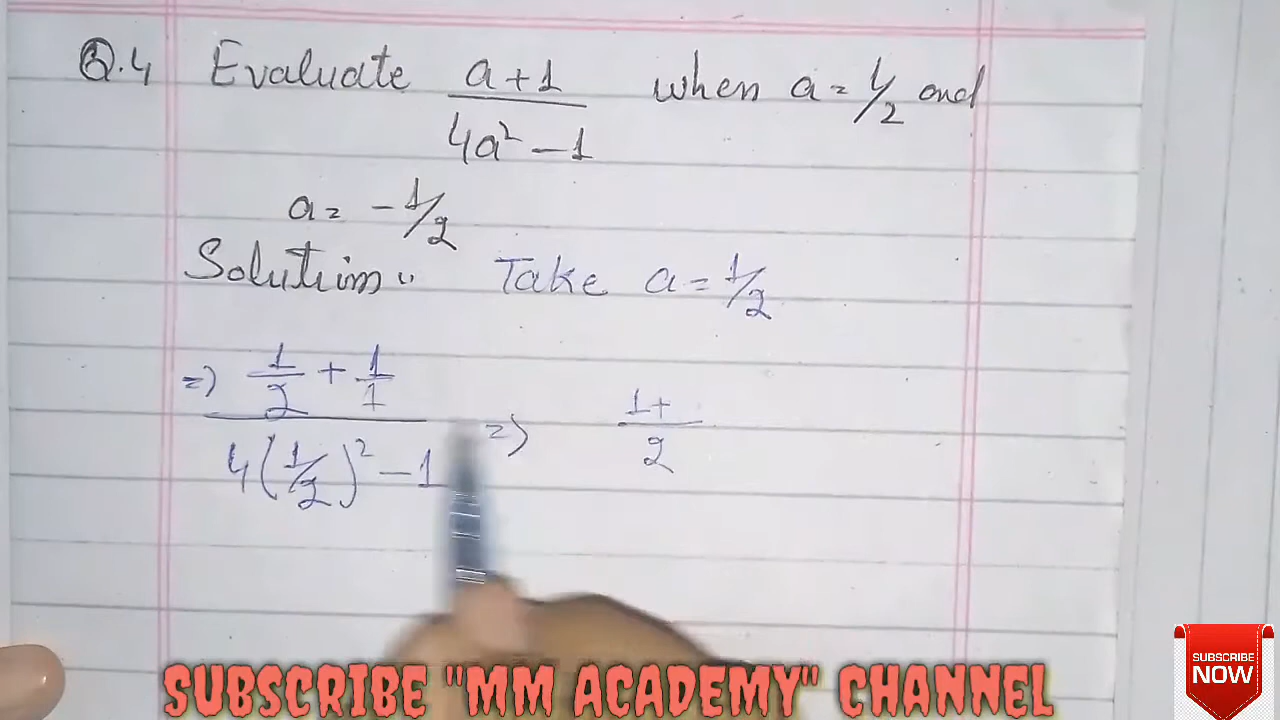 Q.4 Evaluate a+1 / 4a²-1 when a=1/2 and
a= -1/2
Solution:. Take a=1/2
=) 1/2 + 1/1 / 4(1/2)² -1 =) 1+ / 2
SUBSCRIBE "MM ACADEMY" CHANNEL
SUBSCRIBE
NOW